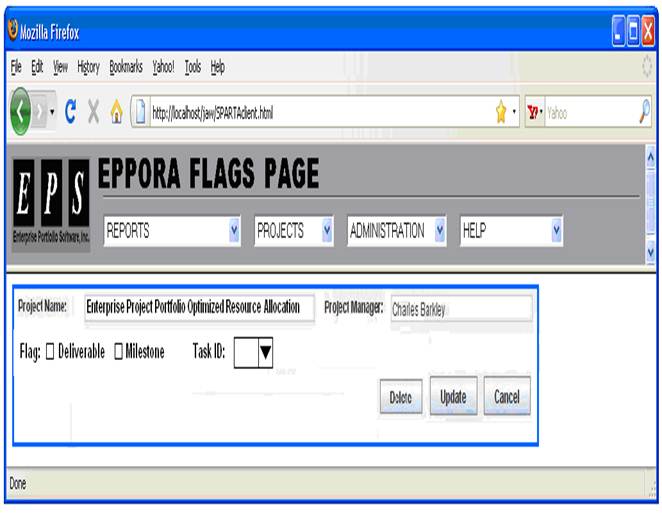 Mozilla Firefox
File Edit View History Bookmarks Yahoo! Tools Help
http://localhost/jaw/SPARTAclient.html Y! Yahoo
EPS EPPORA FLAGS PAGE
Enterprise Portfolio Software, Inc.
REPORTS PROJECTS ADMINISTRATION HELP
Project Name: Enterprise Project Portfolio Optimized Resource Allocation Project Manager: Charles Barkley
Flag: Deliverable Milestone Task ID:
Delete Update Cancel
Done